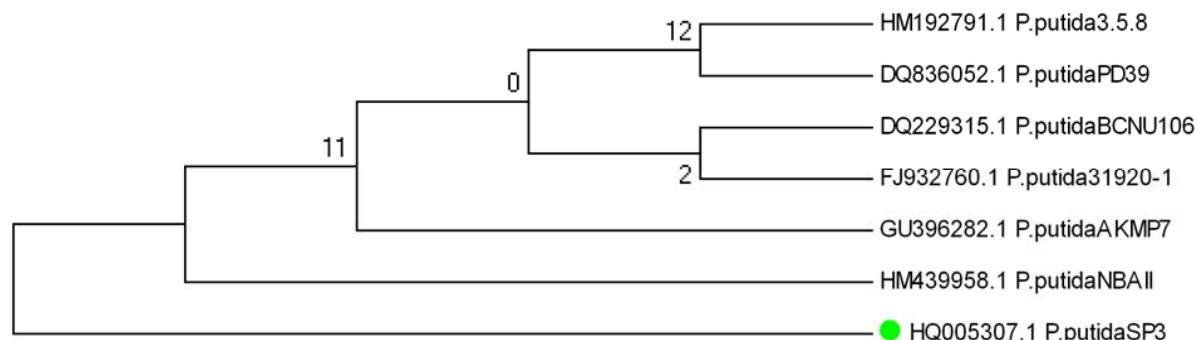 12
HM192791.1 P.putida3.5.8
DQ836052.1 P.putidaPD39
0
DQ229315.1 P.putidaBCNU106
11
2
FJ932760.1 P.putida31920-1
GU396282.1 P.putidaAKMP7
HM439958.1 P.putidaNBAII
HQ005307.1 P.putidaSP3